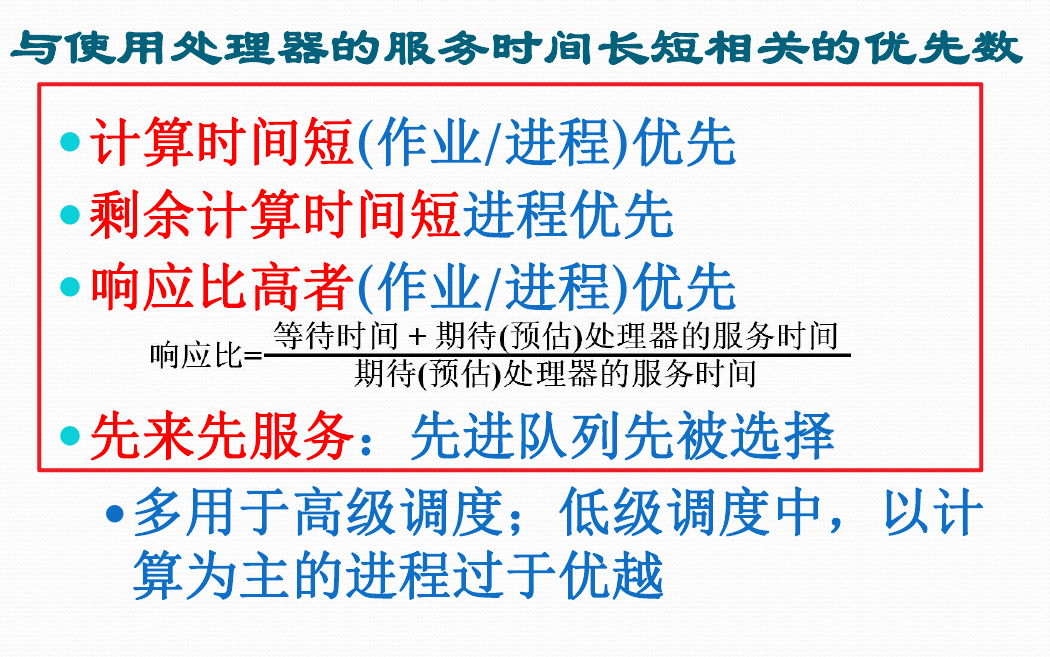 与使用处理器的服务时间长短相关的优先数
•计算时间短(作业/进程)优先
•剩余计算时间短进程优先
•响应比高者(作业/进程)优先
等待时间 + 期待(预估)处理器的服务时间
响应比=
期待(预估)处理器的服务时间
•先来先服务：先进队列先被选择
•多用于高级调度；低级调度中，以计
算为主的进程过于优越